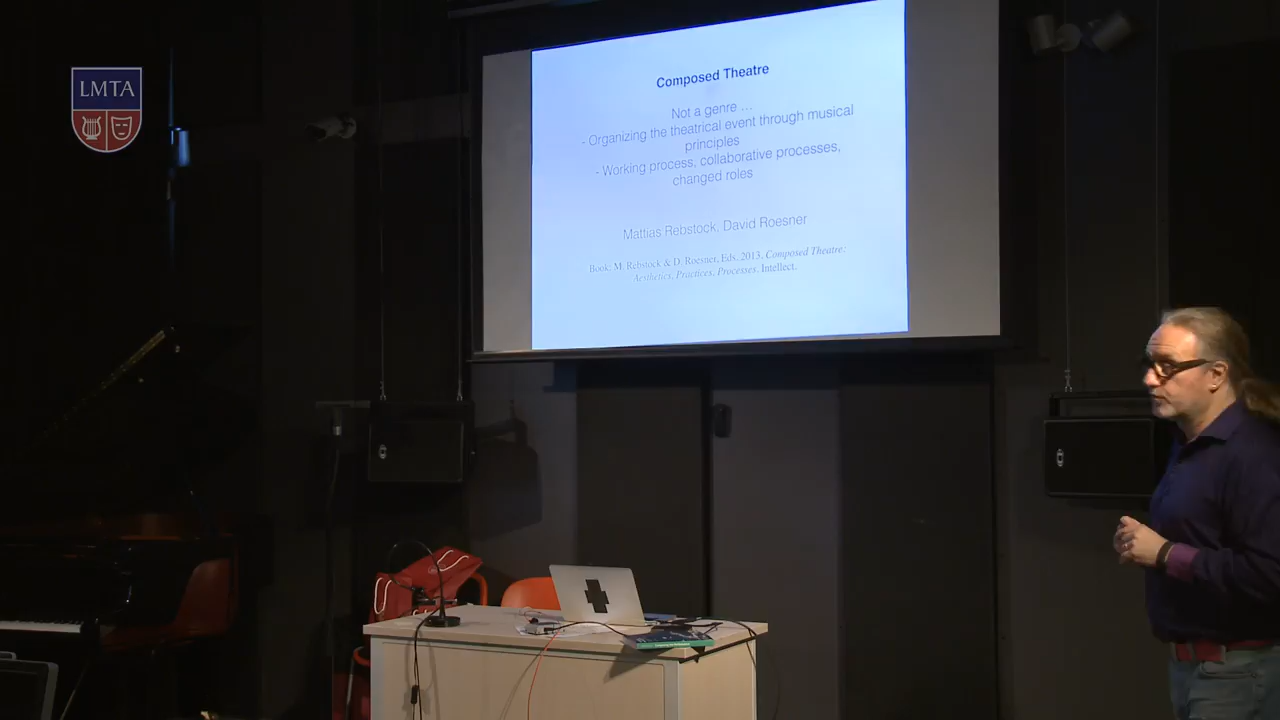 LMTA
Composed Theatre
Not a genre ...
- Organizing the theatrical event through musical
principles
- Working process, collaborative processes,
changed roles
Mattias Rebstock, David Roesner
Book: M. Rebstock & D. Roesner, Eds. 2013. Composed Theatre:
Aesthetics, Practices, Processes. Intellect.